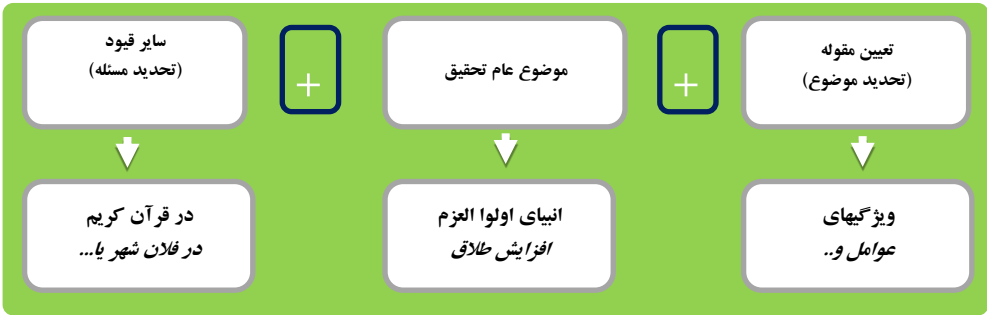 تعیین مقوله
(تحدید موضوع)
+
موضوع عام تحقیق
+
سایر قیود
(تحدید مسئله)
ویژگیهای
عوامل و..
انبیای اولوا العزم
افزایش طلاق
در قرآن کریم
در فلان شهر یا...